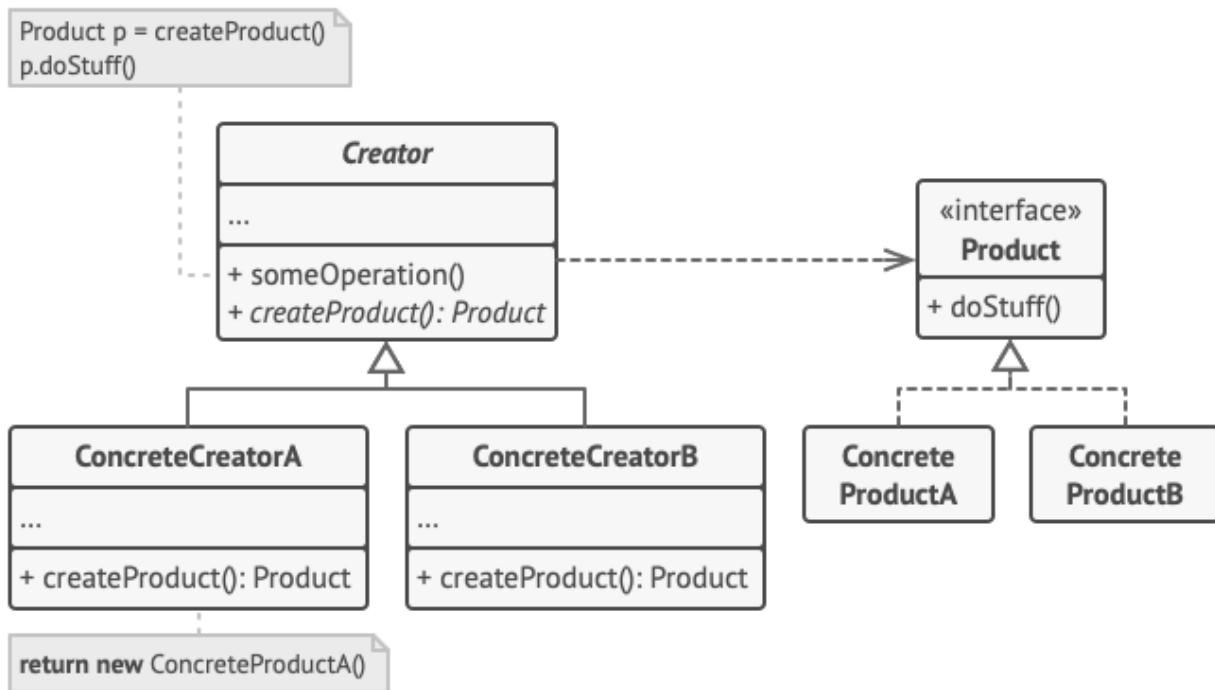 Product p = createProduct()
p.doStuff()
Creator
...
+ someOperation()
+ createProduct(): Product
«interface»
Product
+ doStuff()
ConcreteCreatorA
...
+ createProduct(): Product
ConcreteCreatorB
...
+ createProduct(): Product
Concrete
ProductA
Concrete
ProductB
return new ConcreteProductA()